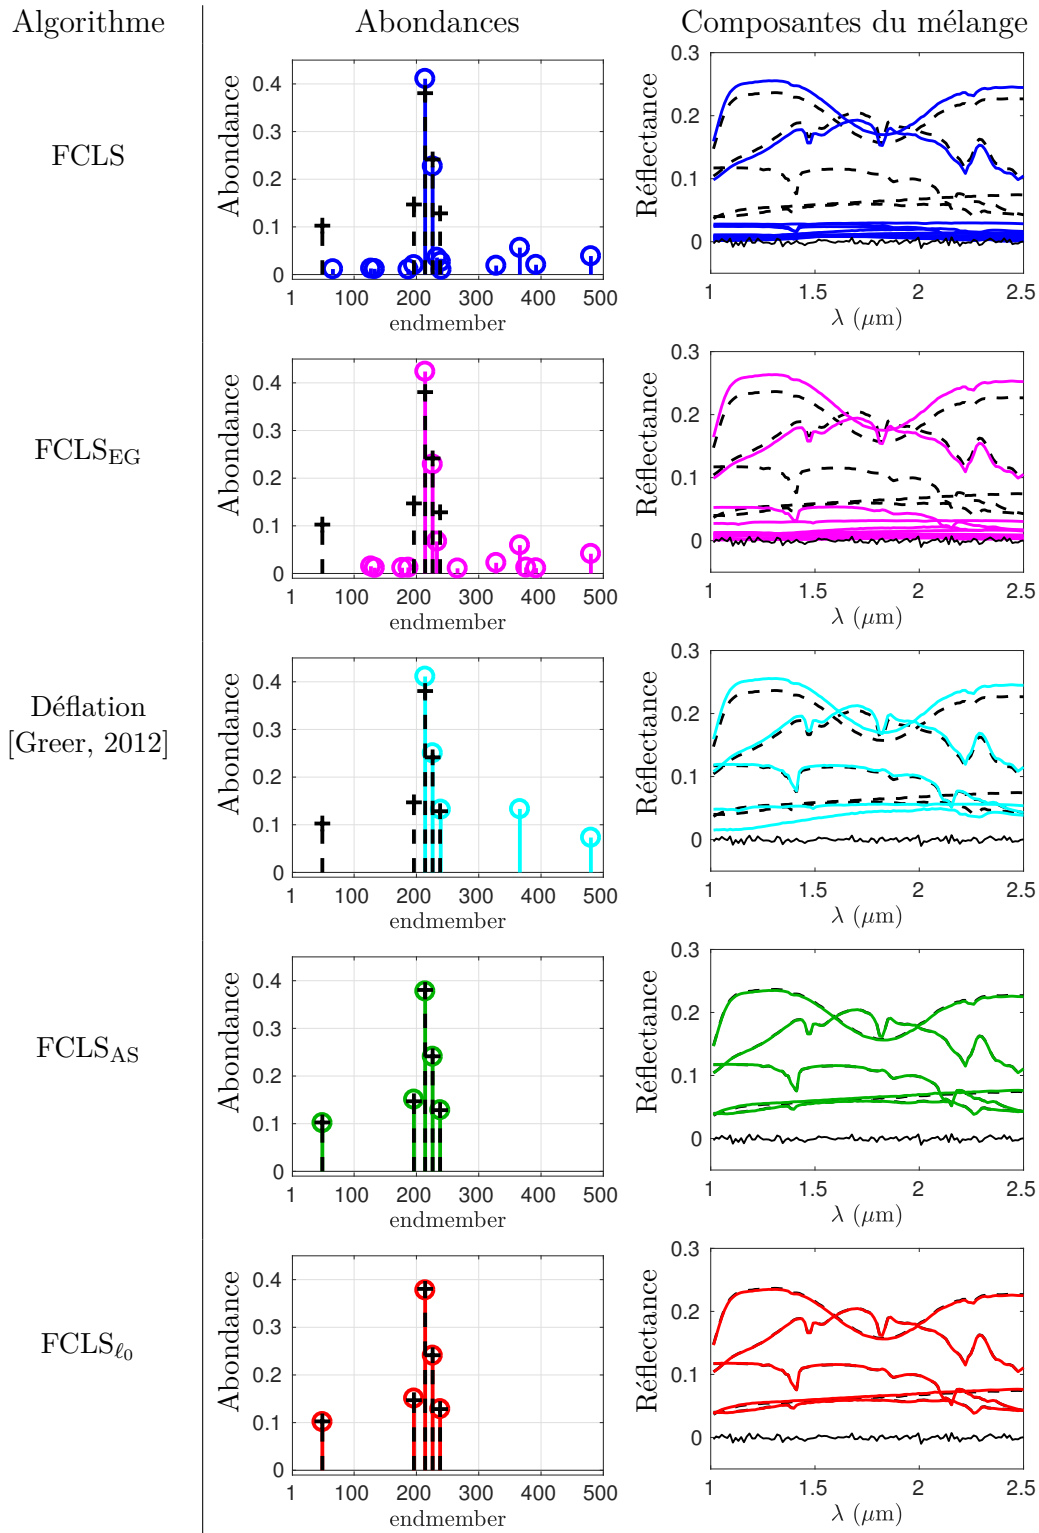 Algorithme Abondances Composantes du mélange
FCLS
Abondance
0.4
0.3
0.2
0.1
0
1 100 200 300 400 500
endmember
Réflectance
0.3
0.2
0.1
0
1 1.5 2 2.5
λ (μm)
FCLS_EG
Abondance
0.4
0.3
0.2
0.1
0
1 100 200 300 400 500
endmember
Réflectance
0.3
0.2
0.1
0
1 1.5 2 2.5
λ (μm)
Déflation
[Greer, 2012]
Abondance
0.4
0.3
0.2
0.1
0
1 100 200 300 400 500
endmember
Réflectance
0.3
0.2
0.1
0
1 1.5 2 2.5
λ (μm)
FCLS_AS
Abondance
0.4
0.3
0.2
0.1
0
1 100 200 300 400 500
endmember
Réflectance
0.3
0.2
0.1
0
1 1.5 2 2.5
λ (μm)
FCLS_ℓ0
Abondance
0.4
0.3
0.2
0.1
0
1 100 200 300 400 500
endmember
Réflectance
0.3
0.2
0.1
0
1 1.5 2 2.5
λ (μm)